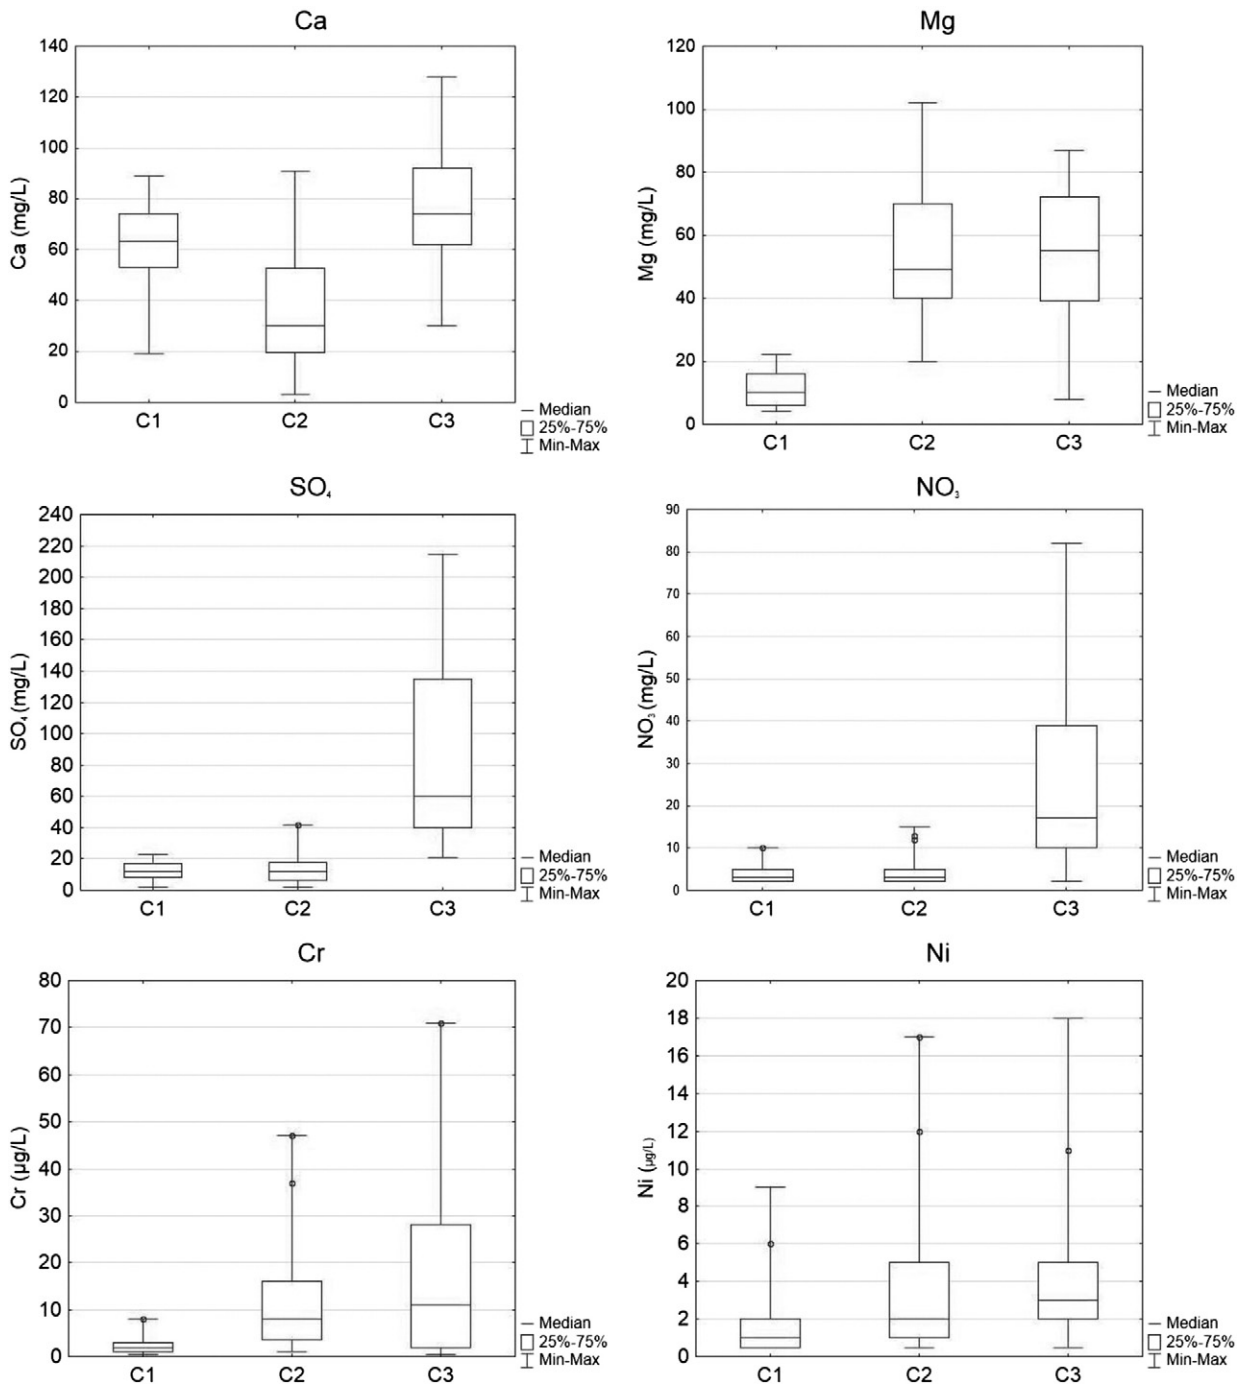 Ca
Ca (mg/L)
140
120
100
80
60
40
20
0
C1 C2 C3
Median
25%-75%
Min-Max
Mg
Mg (mg/L)
120
100
80
60
40
20
0
C1 C2 C3
Median
25%-75%
Min-Max
SO₄
SO₄ (mg/L)
240
220
200
180
160
140
120
100
80
60
40
20
0
C1 C2 C3
Median
25%-75%
Min-Max
NO₃
NO₃ (mg/L)
90
80
70
60
50
40
30
20
10
0
C1 C2 C3
Median
25%-75%
Min-Max
Cr
Cr (µg/L)
80
70
60
50
40
30
20
10
0
C1 C2 C3
Median
25%-75%
Min-Max
Ni
Ni (µg/L)
20
18
16
14
12
10
8
6
4
2
0
C1 C2 C3
Median
25%-75%
Min-Max